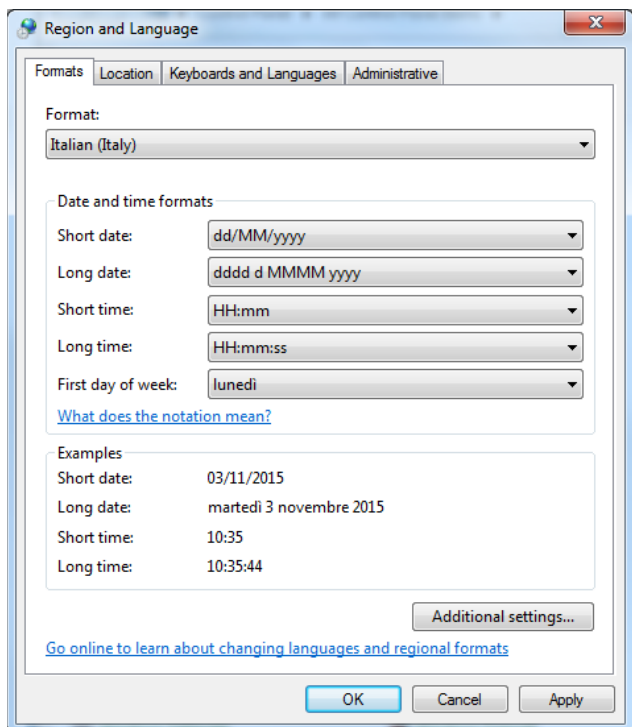 Region and Language
Formats Location Keyboards and Languages Administrative
Format:
Italian (Italy)
Date and time formats
Short date: dd/MM/yyyy
Long date: dddd d MMMM yyyy
Short time: HH:mm
Long time: HH:mm:ss
First day of week: lunedì
What does the notation mean?
Examples
Short date: 03/11/2015
Long date: martedì 3 novembre 2015
Short time: 10:35
Long time: 10:35:44
Additional settings...
Go online to learn about changing languages and regional formats
OK Cancel Apply